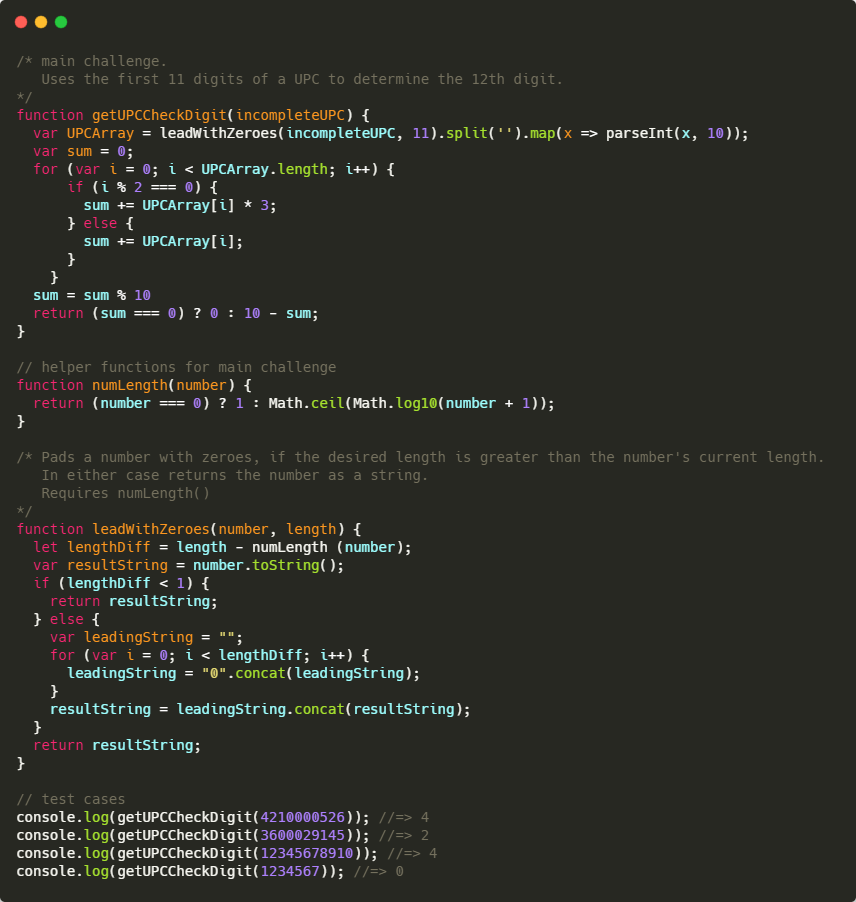 /* main challenge.
   Uses the first 11 digits of a UPC to determine the 12th digit.
*/
function getUPCCheckDigit(incompleteUPC) {
  var UPCArray = leadWithZeroes(incompleteUPC, 11).split('').map(x => parseInt(x, 10));
  var sum = 0;
  for (var i = 0; i < UPCArray.length; i++) {
      if (i % 2 === 0) {
        sum += UPCArray[i] * 3;
      } else {
        sum += UPCArray[i];
      }
    }
  sum = sum % 10
  return (sum === 0) ? 0 : 10 - sum;
}

// helper functions for main challenge
function numLength(number) {
  return (number === 0) ? 1 : Math.ceil(Math.log10(number + 1));
}

/* Pads a number with zeroes, if the desired length is greater than the number's current length.
   In either case returns the number as a string.
   Requires numLength()
*/
function leadWithZeroes(number, length) {
  let lengthDiff = length - numLength (number);
  var resultString = number.toString();
  if (lengthDiff < 1) {
    return resultString;
  } else {
    var leadingString = "";
    for (var i = 0; i < lengthDiff; i++) {
      leadingString = "0".concat(leadingString);
    }
    resultString = leadingString.concat(resultString);
  }
  return resultString;
}

// test cases
console.log(getUPCCheckDigit(4210000526)); //=> 4
console.log(getUPCCheckDigit(3600029145)); //=> 2
console.log(getUPCCheckDigit(12345678910)); //=> 4
console.log(getUPCCheckDigit(1234567)); //=> 0